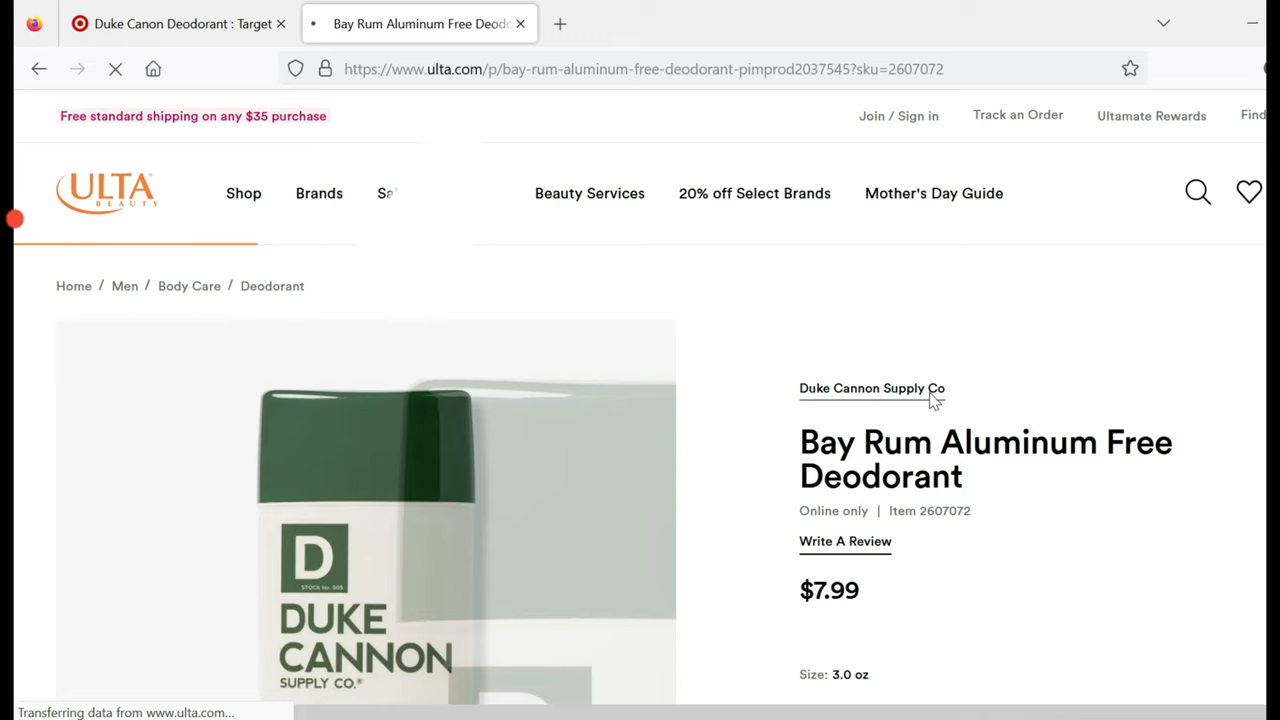 Duke Canon Deodorant : Target
Bay Rum Aluminum Free Deodo
https://www.ulta.com/p/bay-rum-aluminum-free-deodorant-pimprod2037545?sku=2607072
Free standard shipping on any $35 purchase
Join / Sign in
Track an Order
Ultamate Rewards
Find
ULTA
BEAUTY
Shop
Brands
Sa
Beauty Services
20% off Select Brands
Mother's Day Guide
Home / Men / Body Care / Deodorant
Duke Cannon Supply Co
Bay Rum Aluminum Free
Deodorant
Online only | Item 2607072
Write A Review
$7.99
Size: 3.0 oz
D
STOCK No 005
DUKE
CANNON
SUPPLY CO.®
D
Transferring data from www.ulta.com...